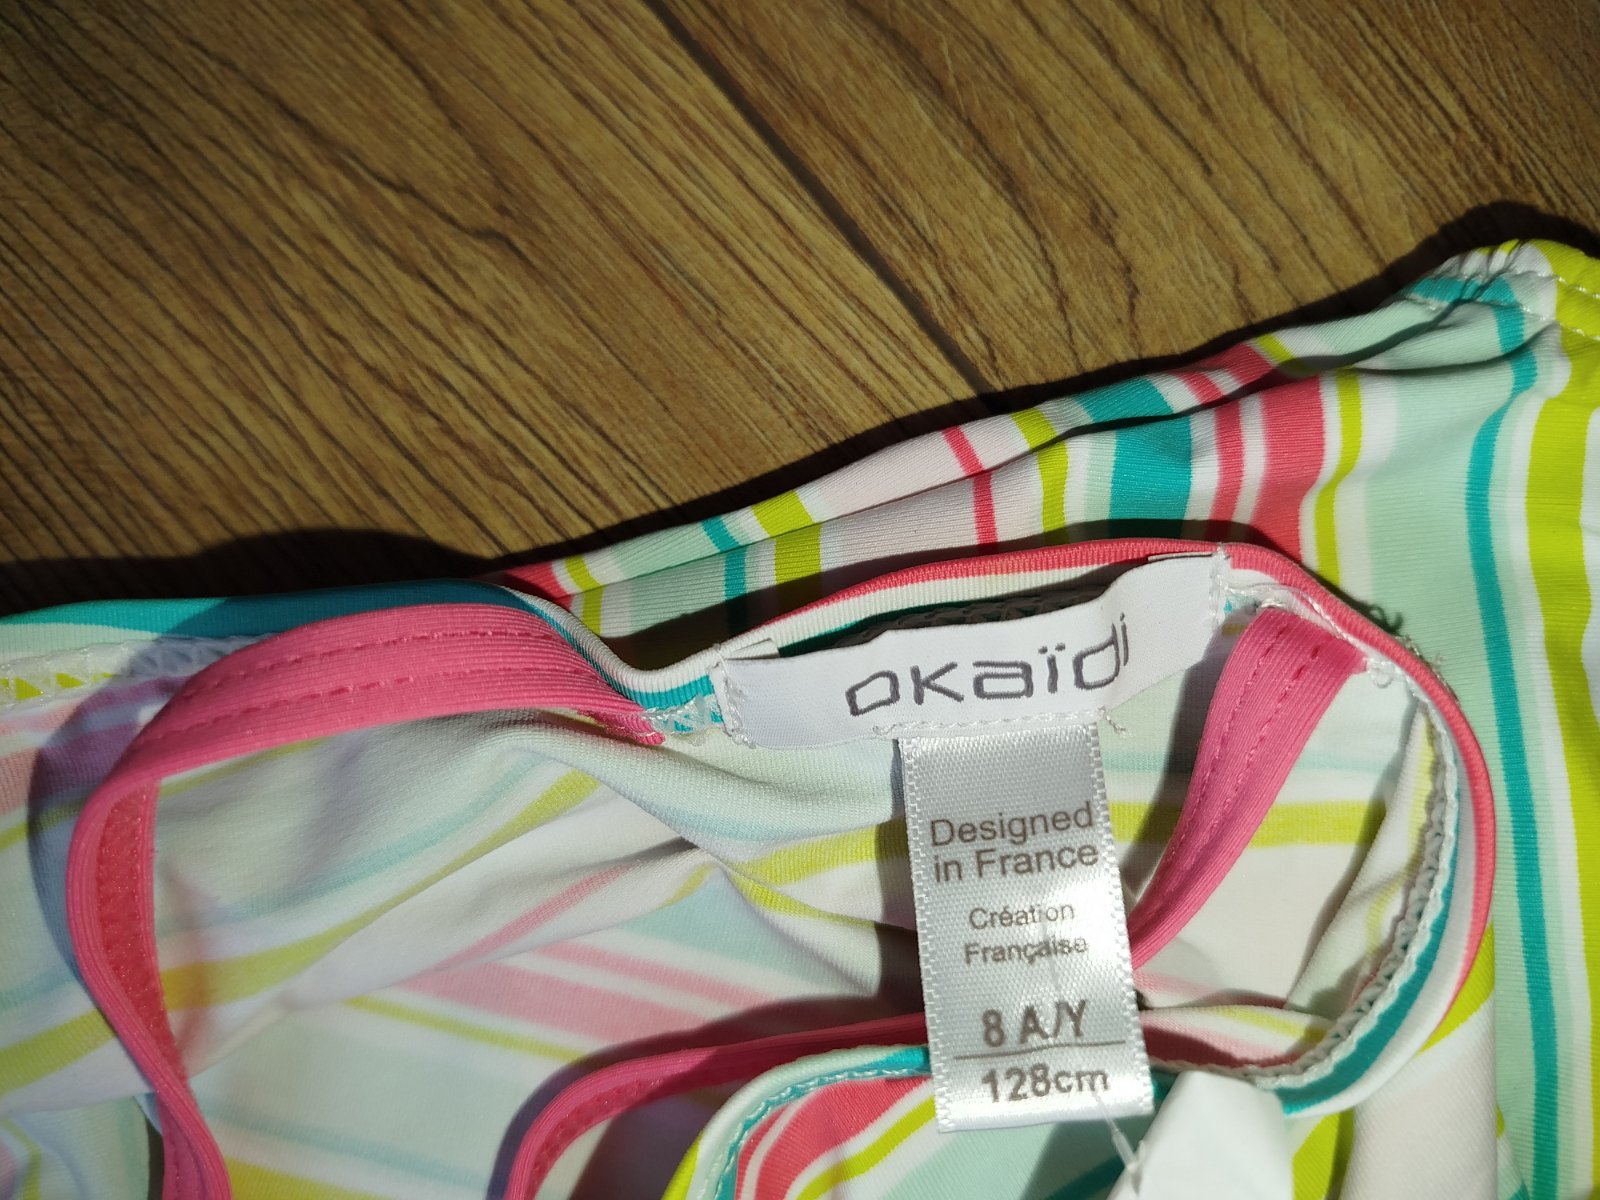 okaïdi
Designed
in France
Création
Française
8 A/Y
128cm